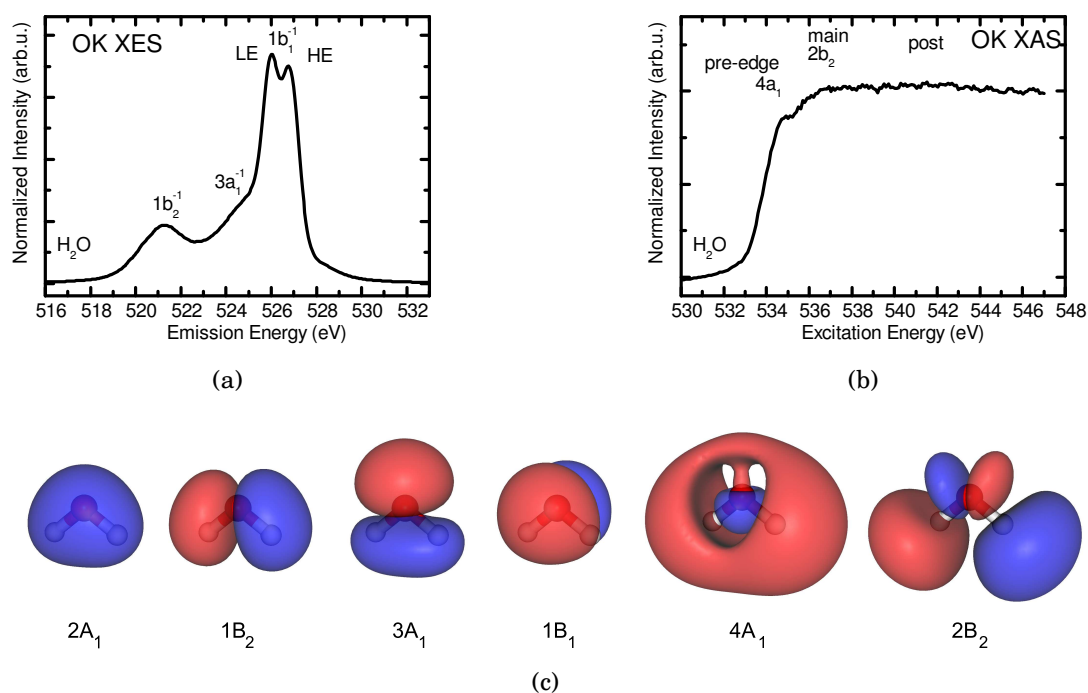 OK XES
1b₁⁻¹
LE
HE
3a₁⁻¹
1b₂⁻¹
H₂O
Normalized Intensity (arb.u.)
516 518 520 522 524 526 528 530 532
Emission Energy (eV)
(a)
OK XAS
main
2b₂
post
pre-edge
4a₁
H₂O
Normalized Intensity (arb.u.)
530 532 534 536 538 540 542 544 546 548
Excitation Energy (eV)
(b)
2A₁ 1B₂ 3A₁ 1B₁ 4A₁ 2B₂
(c)